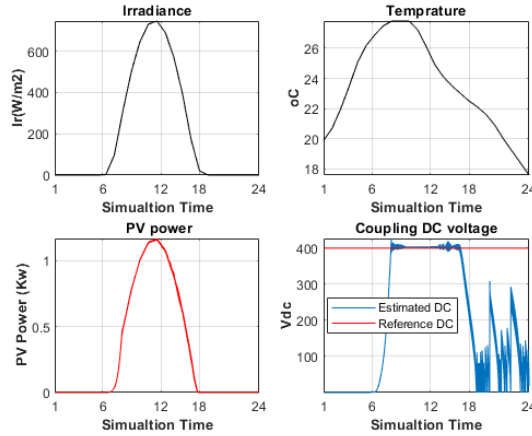 Irradiance
Ir(W/m2)
600
400
200
0
1 6 12 18 24
Simualtion Time
Temprature
oC
26
24
22
20
18
1 6 12 18 24
Simualtion Time
PV power
PV Power (Kw)
1
0.5
0
1 6 12 18 24
Simualtion Time
Coupling DC voltage
Vdc
400
300
200
100
Estimated DC
Reference DC
1 6 12 18 24
Simualtion Time